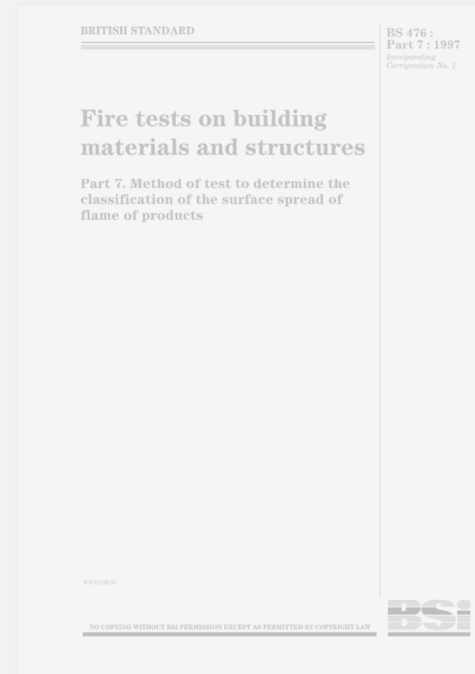 BRITISH STANDARD
BS 476 :
Part 7 : 1997
Incorporating
Corrigendum No. 1
Fire tests on building
materials and structures
Part 7. Method of test to determine the
classification of the surface spread of
flame of products
NO COPYING WITHOUT BSI PERMISSION EXCEPT AS PERMITTED BY COPYRIGHT LAW
BSi